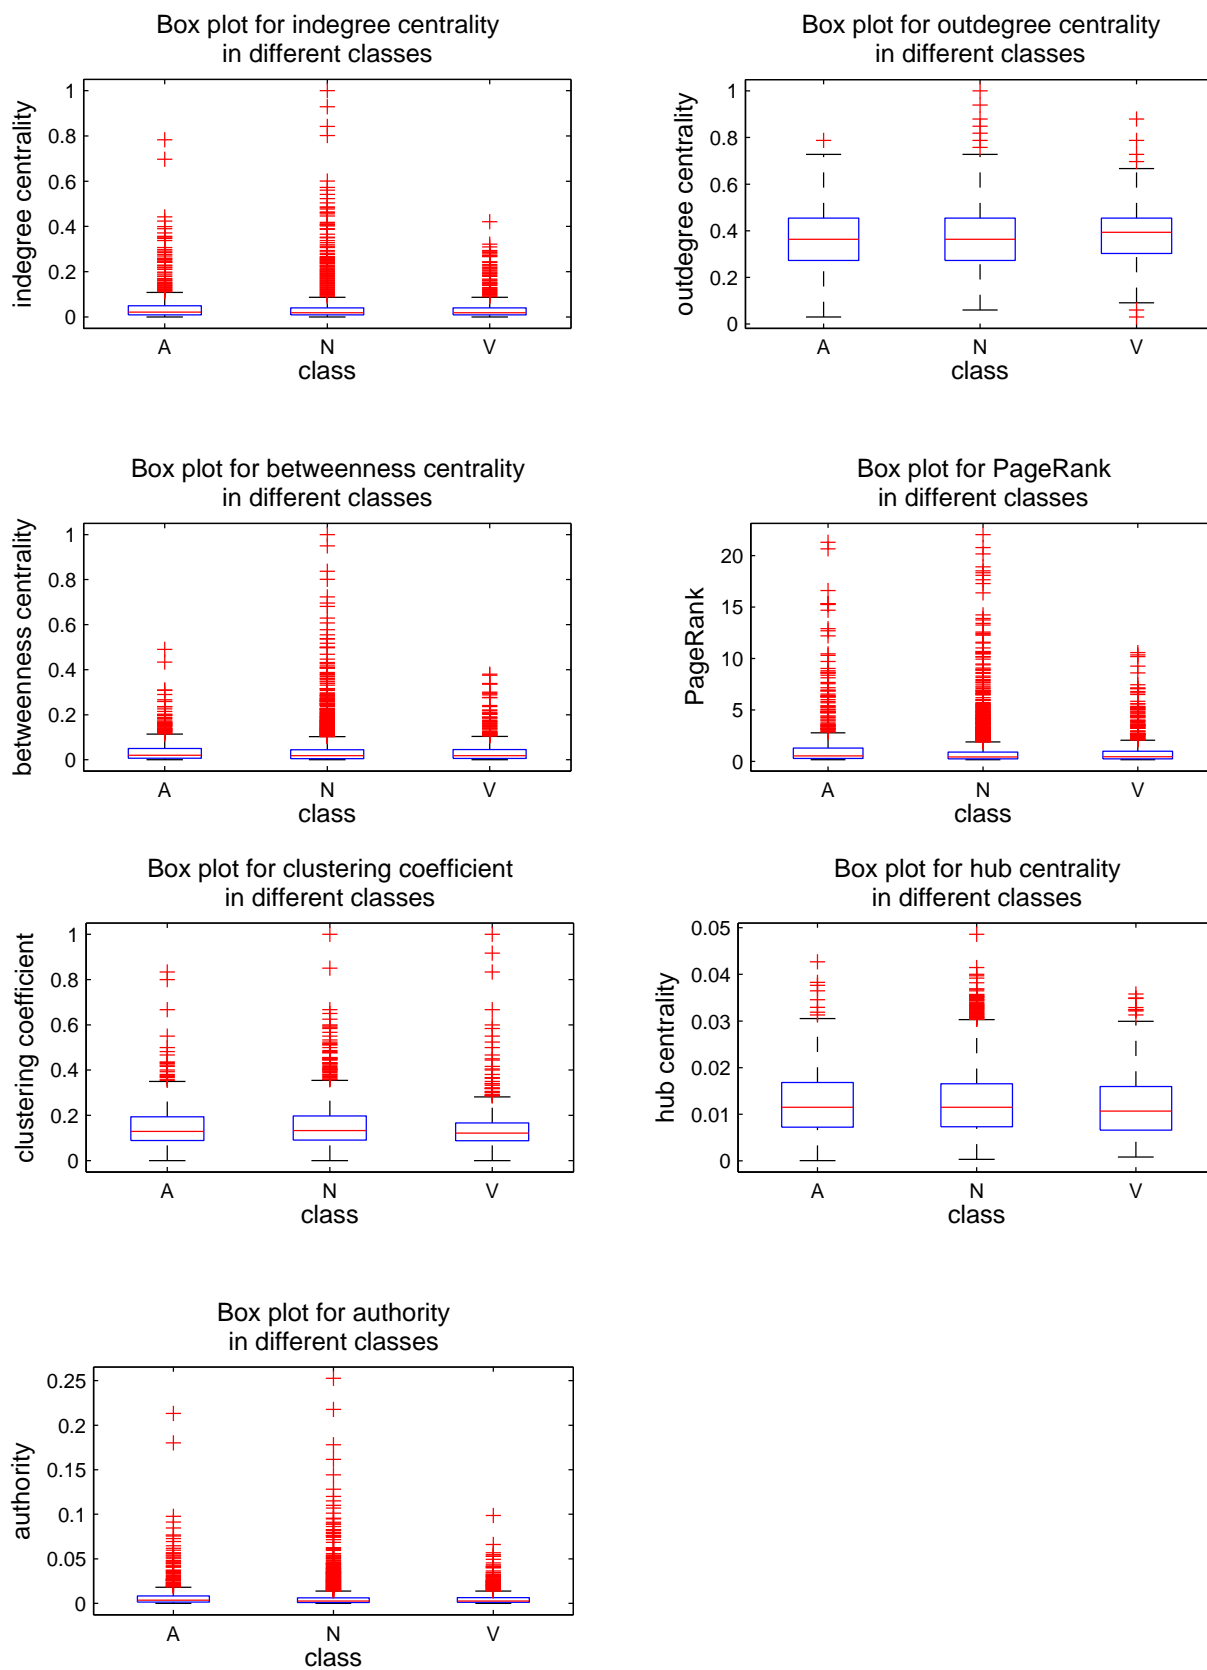 Box plot for indegree centrality
in different classes
1
0.8
0.6
0.4
0.2
0
indegree centrality
A N V
class
Box plot for outdegree centrality
in different classes
1
0.8
0.6
0.4
0.2
0
outdegree centrality
A N V
class
Box plot for betweenness centrality
in different classes
1
0.8
0.6
0.4
0.2
0
betweenness centrality
A N V
class
Box plot for PageRank
in different classes
20
15
10
5
0
PageRank
A N V
class
Box plot for clustering coefficient
in different classes
1
0.8
0.6
0.4
0.2
0
clustering coefficient
A N V
class
Box plot for hub centrality
in different classes
0.05
0.04
0.03
0.02
0.01
0
hub centrality
A N V
class
Box plot for authority
in different classes
0.25
0.2
0.15
0.1
0.05
0
authority
A N V
class